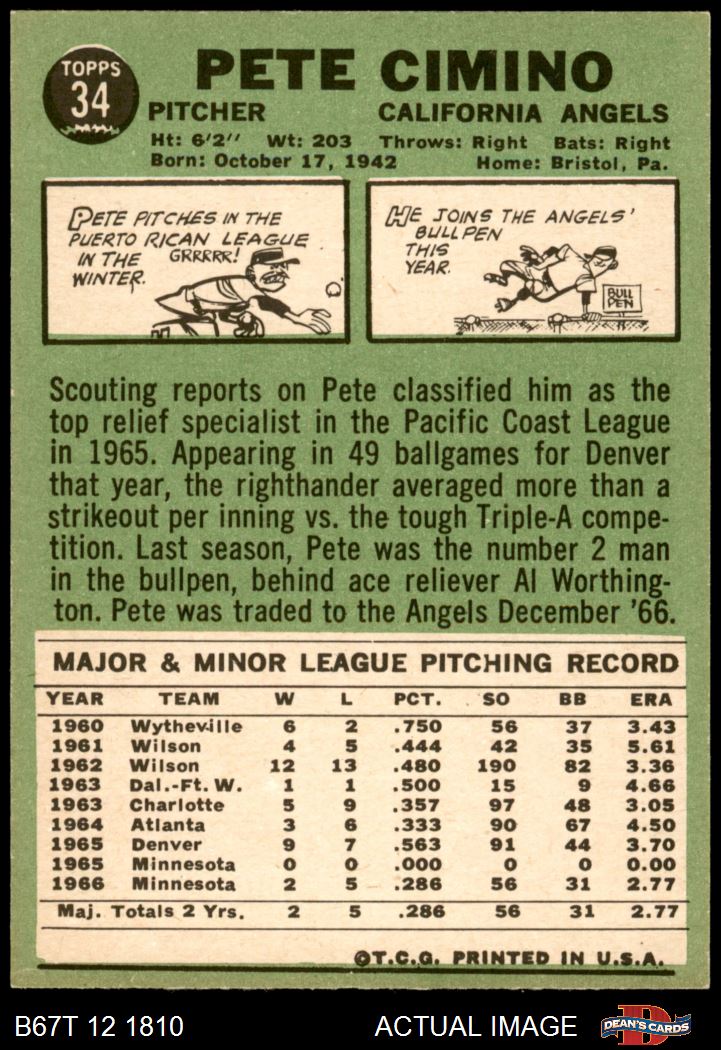 TOPPS
34
PETE CIMINO
PITCHER CALIFORNIA ANGELS
Ht: 6'2" Wt: 203 Throws: Right Bats: Right
Born: October 17, 1942 Home: Bristol, Pa.
PETE PITCHES IN THE
PUERTO RICAN LEAGUE
IN THE GRRRRR!
WINTER.
HE JOINS THE ANGELS'
BULLPEN
THIS
YEAR.
BULL
PEN
Scouting reports on Pete classified him as the
top relief specialist in the Pacific Coast League
in 1965. Appearing in 49 ballgames for Denver
that year, the righthander averaged more than a
strikeout per inning vs. the tough Triple-A compe-
tition. Last season, Pete was the number 2 man
in the bullpen, behind ace reliever Al Worthing-
ton. Pete was traded to the Angels December '66.
MAJOR & MINOR LEAGUE PITCHING RECORD
YEAR TEAM W L PCT. SO BB ERA
1960 Wytheville 6 2 .750 56 37 3.43
1961 Wilson 4 5 .444 42 35 5.61
1962 Wilson 12 13 .480 190 82 3.36
1963 Dal.-Ft. W. 1 1 .500 15 9 4.66
1963 Charlotte 5 9 .357 97 48 3.05
1964 Atlanta 3 6 .333 90 67 4.50
1965 Denver 9 7 .563 91 44 3.70
1965 Minnesota 0 0 .000 0 0 0.00
1966 Minnesota 2 5 .286 56 31 2.77
Maj. Totals 2 Yrs. 2 5 .286 56 31 2.77
©T.C.G. PRINTED IN U.S.A.
B67T 12 1810 ACTUAL IMAGE D DEAN'S CARDS